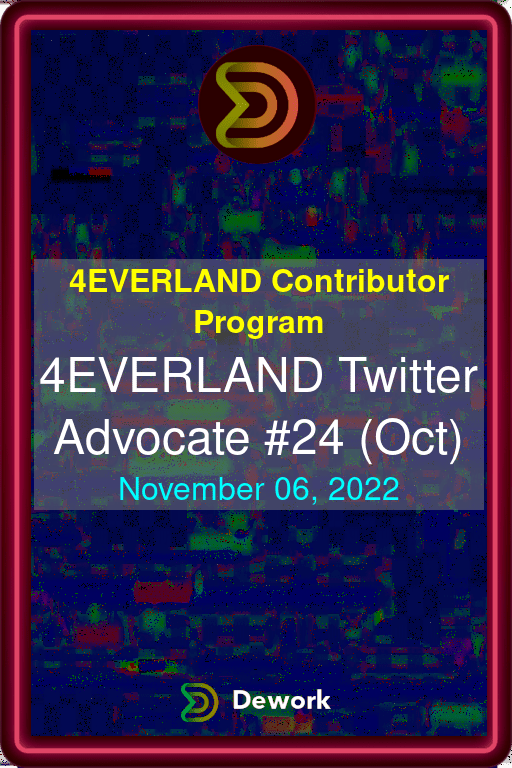 4EVERLAND Contributor
Program
4EVERLAND Twitter
Advocate #24 (Oct)
November 06, 2022
Dework